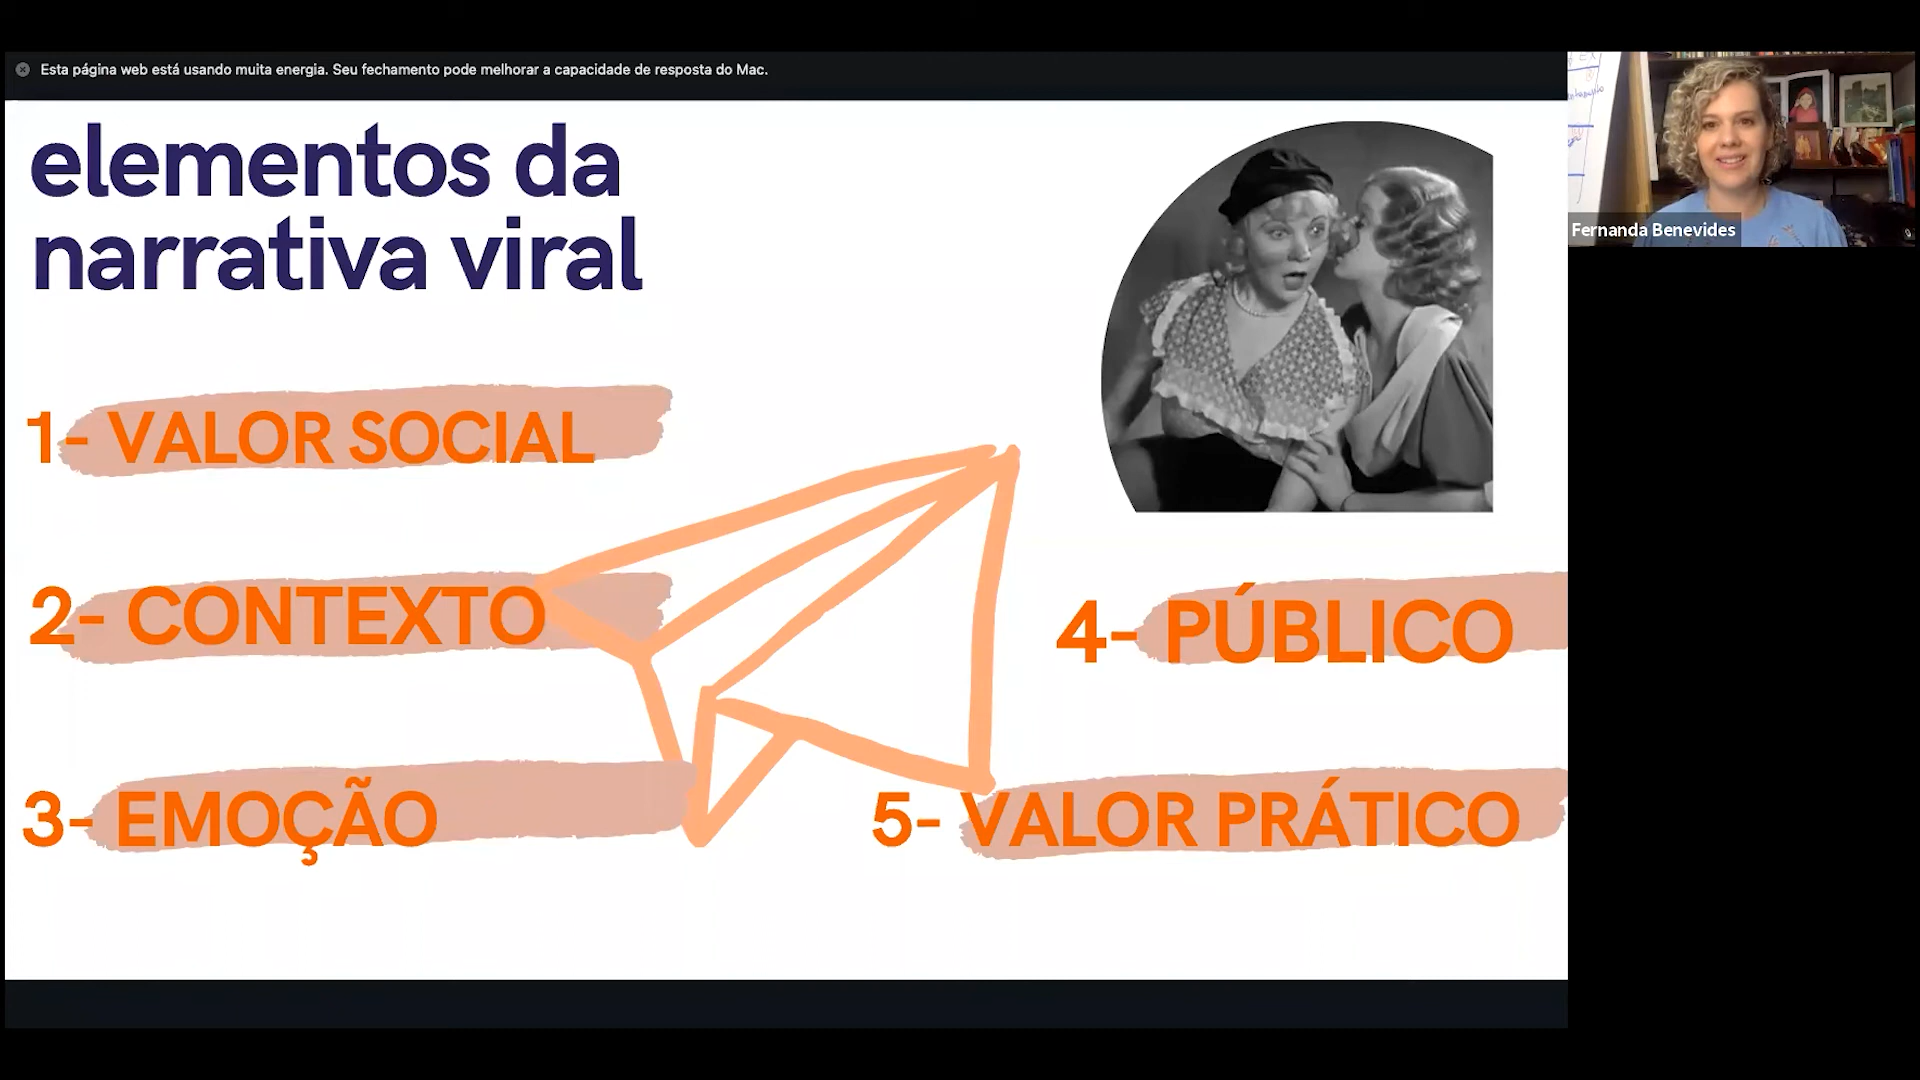 Esta página web está usando muita energia. Seu fechamento pode melhorar a capacidade de resposta do Mac.
elementos da
narrativa viral
1- VALOR SOCIAL
2- CONTEXTO
3- EMOÇÃO
4- PÚBLICO
5- VALOR PRÁTICO
Fernanda Benevides